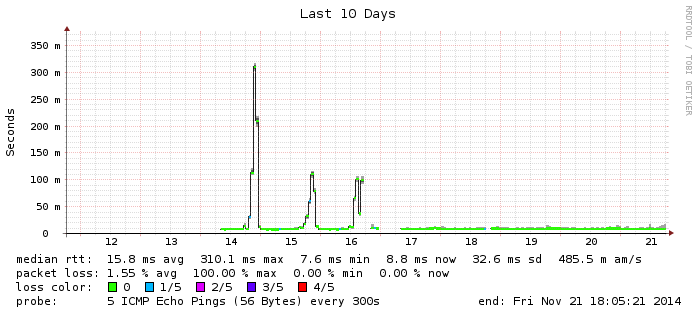 Last 10 Days
RRDTOOL / TOBI OETIKER
Seconds
350 m
300 m
250 m
200 m
150 m
100 m
50 m
0
12 13 14 15 16 17 18 19 20 21
median rtt: 15.8 ms avg 310.1 ms max 7.6 ms min 8.8 ms now 32.6 ms sd 485.5 m am/s
packet loss: 1.55 % avg 100.00 % max 0.00 % min 0.00 % now
loss color: 0 1/5 2/5 3/5 4/5
probe: 5 ICMP Echo Pings (56 Bytes) every 300s end: Fri Nov 21 18:05:21 2014